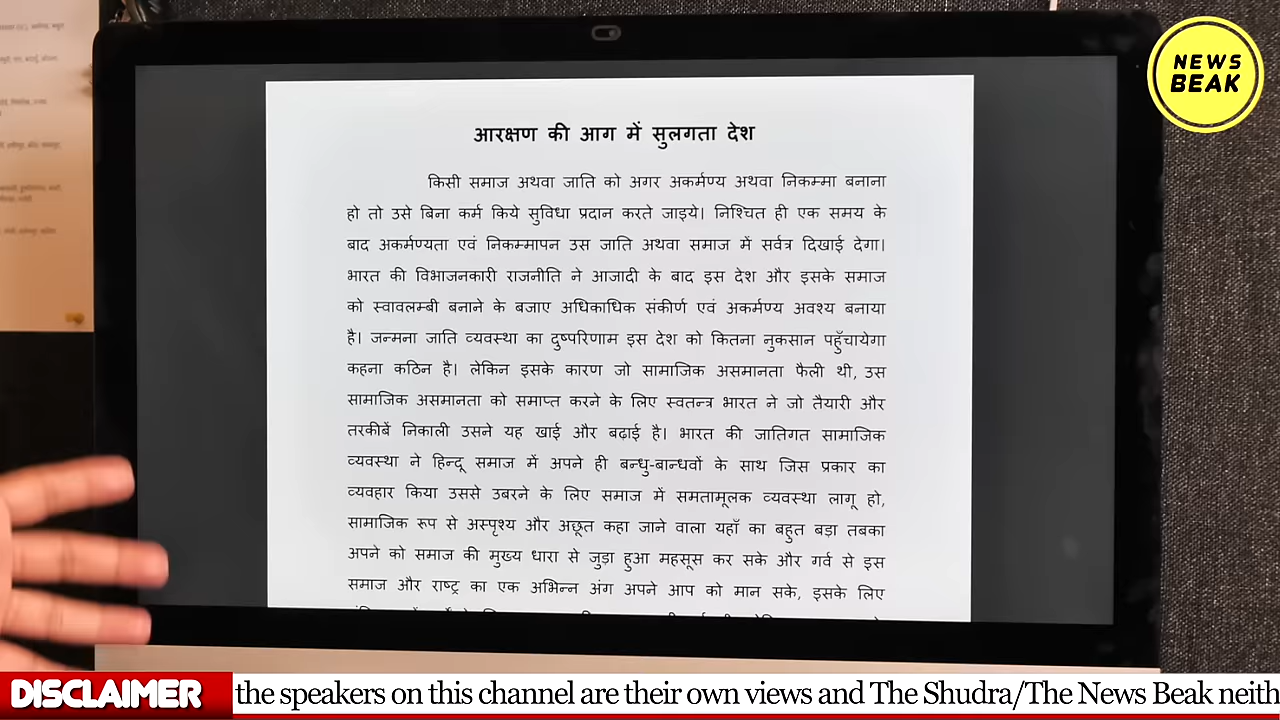 NEWS
BEAK
आरक्षण की आग में सुलगता देश
किसी समाज अथवा जाति को अगर अकर्मण्य अथवा निकम्मा बनाना
हो तो उसे बिना कर्म किये सुविधा प्रदान करते जाइये। निश्चित ही एक समय के
बाद अकर्मण्यता एवं निकम्मापन उस जाति अथवा समाज में सर्वत्र दिखाई देगा।
भारत की विभाजनकारी राजनीति ने आजादी के बाद इस देश और इसके समाज
को स्वावलम्बी बनाने के बजाए अधिकाधिक संकीर्ण एवं अकर्मण्य अवश्य बनाया
है। जन्मना जाति व्यवस्था का दुष्परिणाम इस देश को कितना नुकसान पहुँचायेगा
कहना कठिन है। लेकिन इसके कारण जो सामाजिक असमानता फैली थी, उस
सामाजिक असमानता को समाप्त करने के लिए स्वतन्त्र भारत ने जो तैयारी और
तरकीबें निकाली उसने यह खाई और बढ़ाई है। भारत की जातिगत सामाजिक
व्यवस्था ने हिन्दू समाज में अपने ही बन्धु-बान्धवों के साथ जिस प्रकार का
व्यवहार किया उससे उबरने के लिए समाज में समतामूलक व्यवस्था लागू हो,
सामाजिक रूप से अस्पृश्य और अछूत कहा जाने वाला यहाँ का बहुत बड़ा तबका
अपने को समाज की मुख्य धारा से जुड़ा हुआ महसूस कर सके और गर्व से इस
समाज और राष्ट्र का एक अभिन्न अंग अपने आप को मान सके, इसके लिए
DISCLAIMER
the speakers on this channel are their own views and The Shudra/The News Beak neith